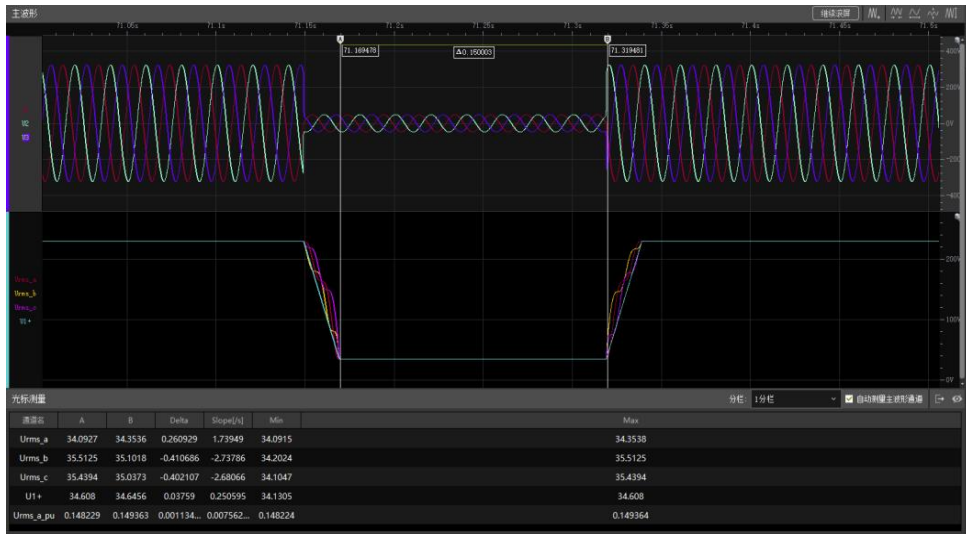 主波形 继续滚屏
71.05s 71.1s 71.15s 71.2s 71.25s 71.3s 71.35s 71.4s 71.45s 71.5s
A B
71.169478 Δ0.150003 71.319481
400V
200V
0V
-200
-400
U2
U3
Urms_a
Urms_b
Urms_c
U1+
200V
100V
0V
光标测量 分栏: 1分栏 自动测量主波形通道
通道名 A B Delta Slope[/s] Min Max
Urms_a 34.0927 34.3536 0.260929 1.73949 34.0915 34.3538
Urms_b 35.5125 35.1018 -0.410686 -2.73786 34.2024 35.5125
Urms_c 35.4394 35.0373 -0.402107 -2.68066 34.1047 35.4394
U1+ 34.608 34.6456 0.03759 0.250595 34.1305 34.608
Urms_a_pu 0.148229 0.149363 0.001134... 0.007562... 0.148224 0.149364